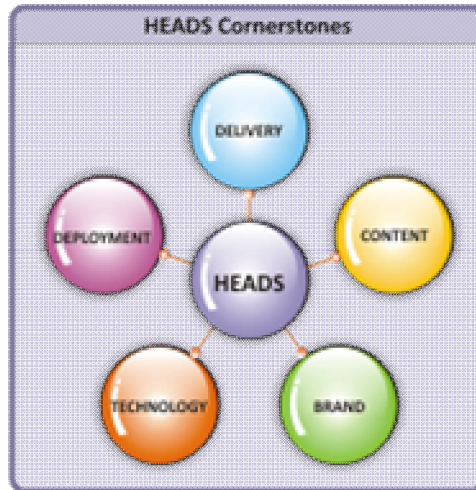 HEADS Cornerstones
DELIVERY
DEPLOYMENT
CONTENT
HEADS
TECHNOLOGY
BRAND